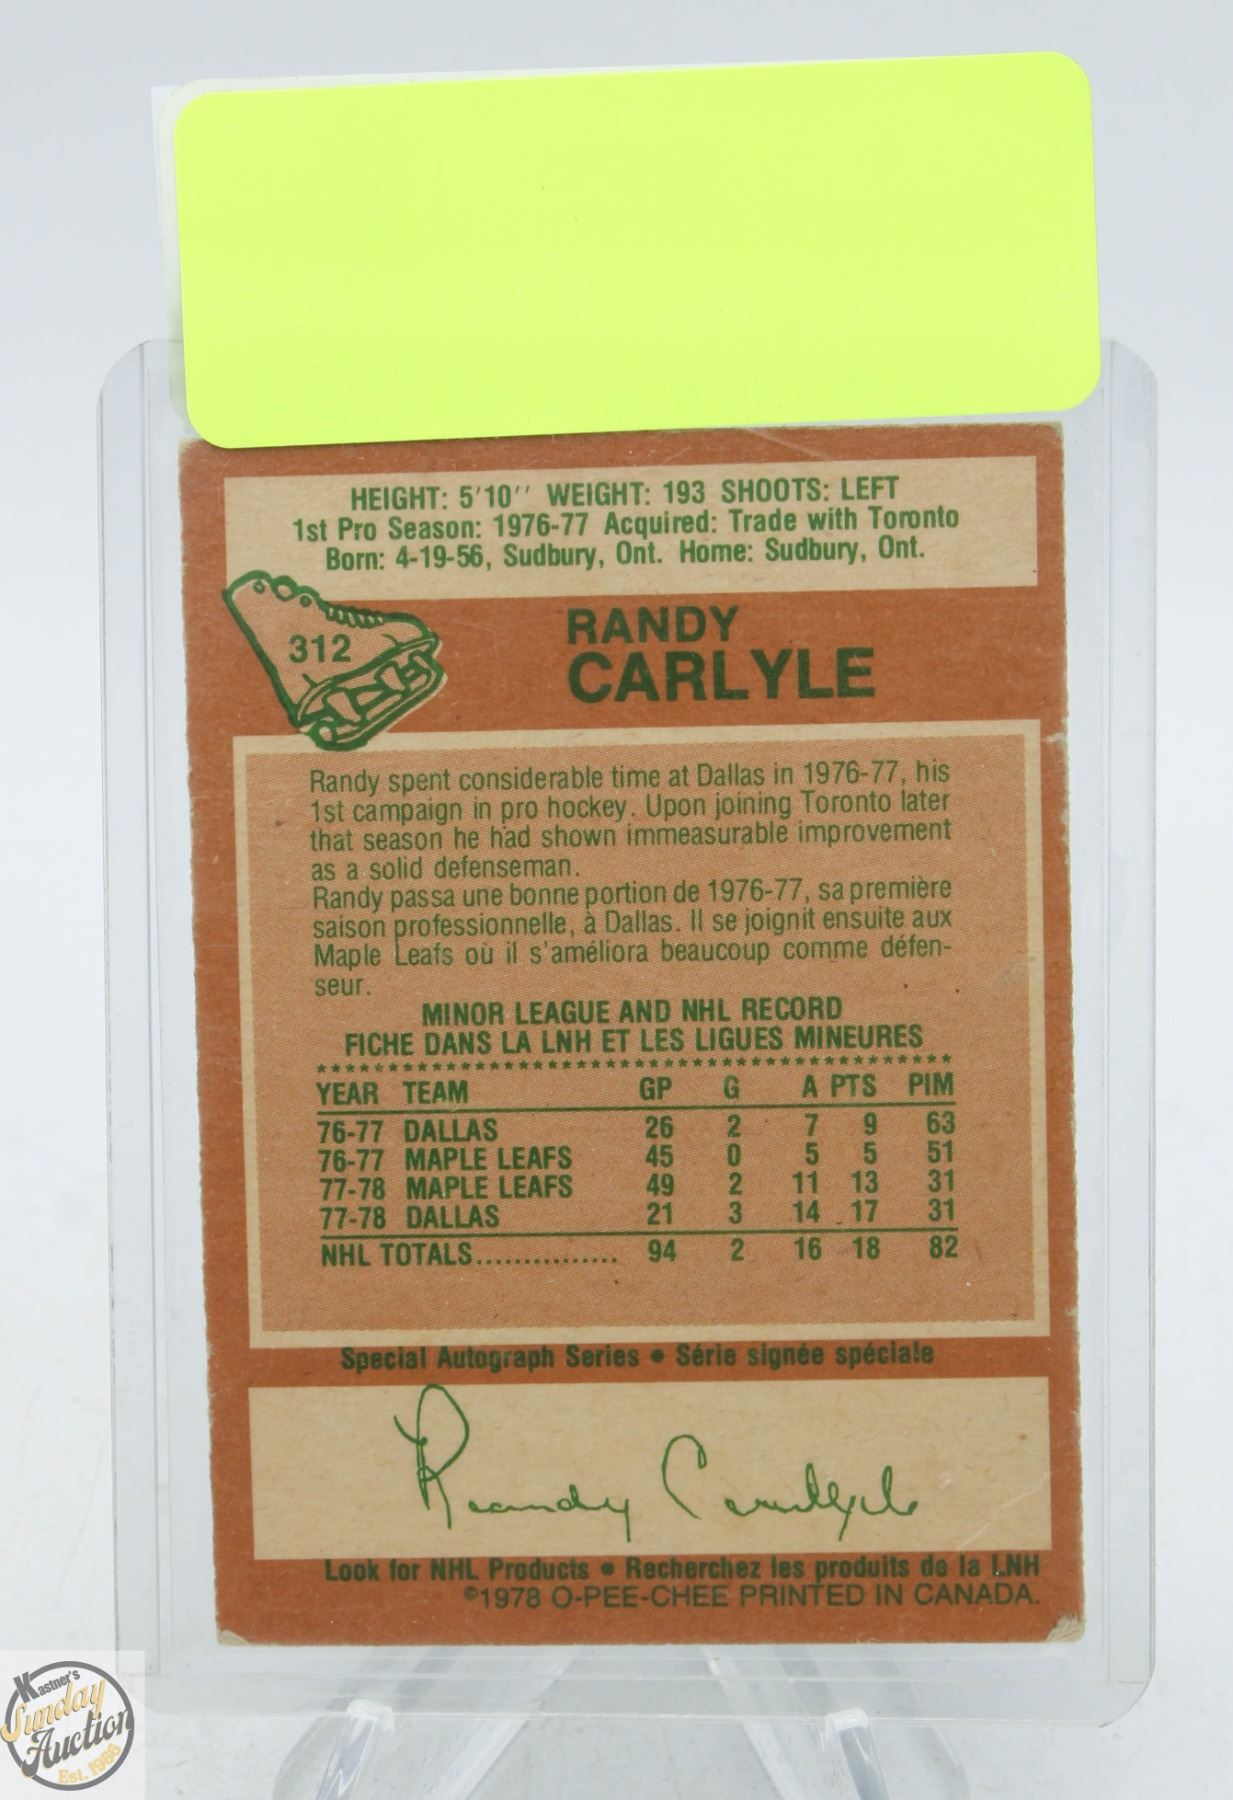 HEIGHT: 5'10'' WEIGHT: 193 SHOOTS: LEFT
1st Pro Season: 1976-77 Acquired: Trade with Toronto
Born: 4-19-56, Sudbury, Ont. Home: Sudbury, Ont.
312
RANDY
CARLYLE
Randy spent considerable time at Dallas in 1976-77, his
1st campaign in pro hockey. Upon joining Toronto later
that season he had shown immeasurable improvement
as a solid defenseman.
Randy passa une bonne portion de 1976-77, sa première
saison professionnelle, à Dallas. Il se joignit ensuite aux
Maple Leafs où il s'améliora beaucoup comme défen-
seur.
MINOR LEAGUE AND NHL RECORD
FICHE DANS LA LNH ET LES LIGUES MINEURES
YEAR TEAM GP G A PTS PIM
76-77 DALLAS 26 2 7 9 63
76-77 MAPLE LEAFS 45 0 5 5 51
77-78 MAPLE LEAFS 49 2 11 13 31
77-78 DALLAS 21 3 14 17 31
NHL TOTALS............... 94 2 16 18 82
Special Autograph Series • Série signée spéciale
Randy Carlyle
Look for NHL Products • Recherchez les produits de la LNH
©1978 O-PEE-CHEE PRINTED IN CANADA.
Kastner's
Sunday
Auction
Est. 1986